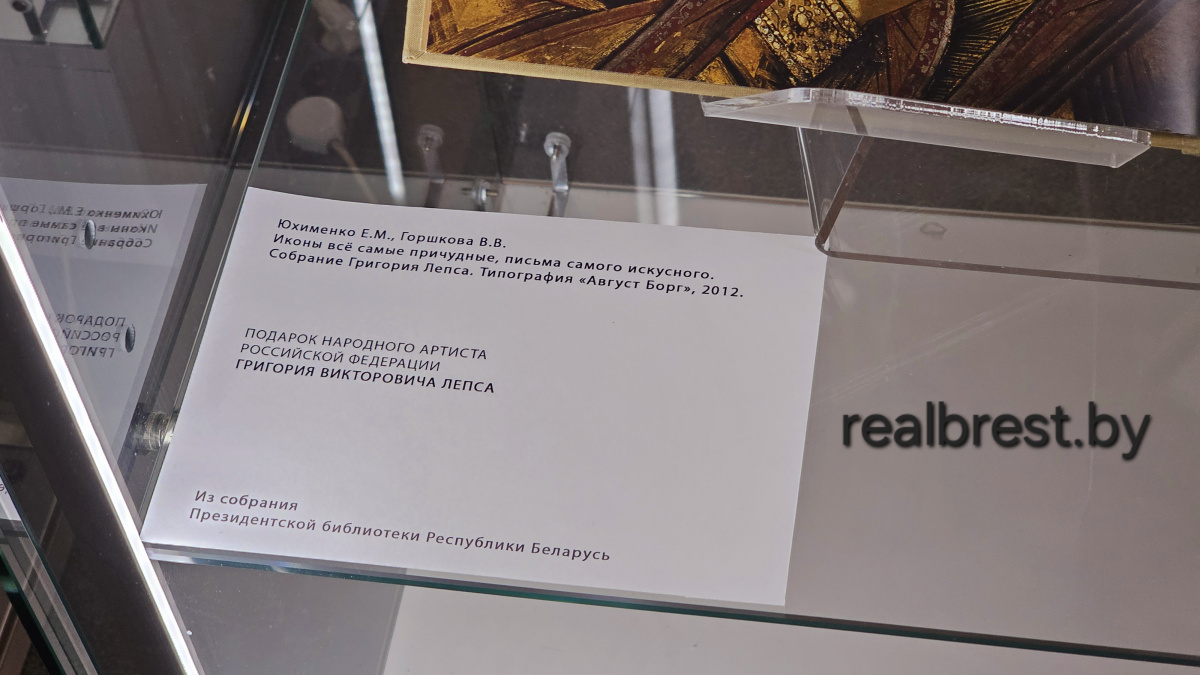 Юхименко Е.М., Горшкова В.В.
Иконы всё самые причудные, письма самого искусного.
Собрание Григория Лепса. Типография «Август Борг», 2012.
ПОДАРОК НАРОДНОГО АРТИСТА
РОССИЙСКОЙ ФЕДЕРАЦИИ
ГРИГОРИЯ ВИКТОРОВИЧА ЛЕПСА
Из собрания
Президентской библиотеки Республики Беларусь
realbrest.by